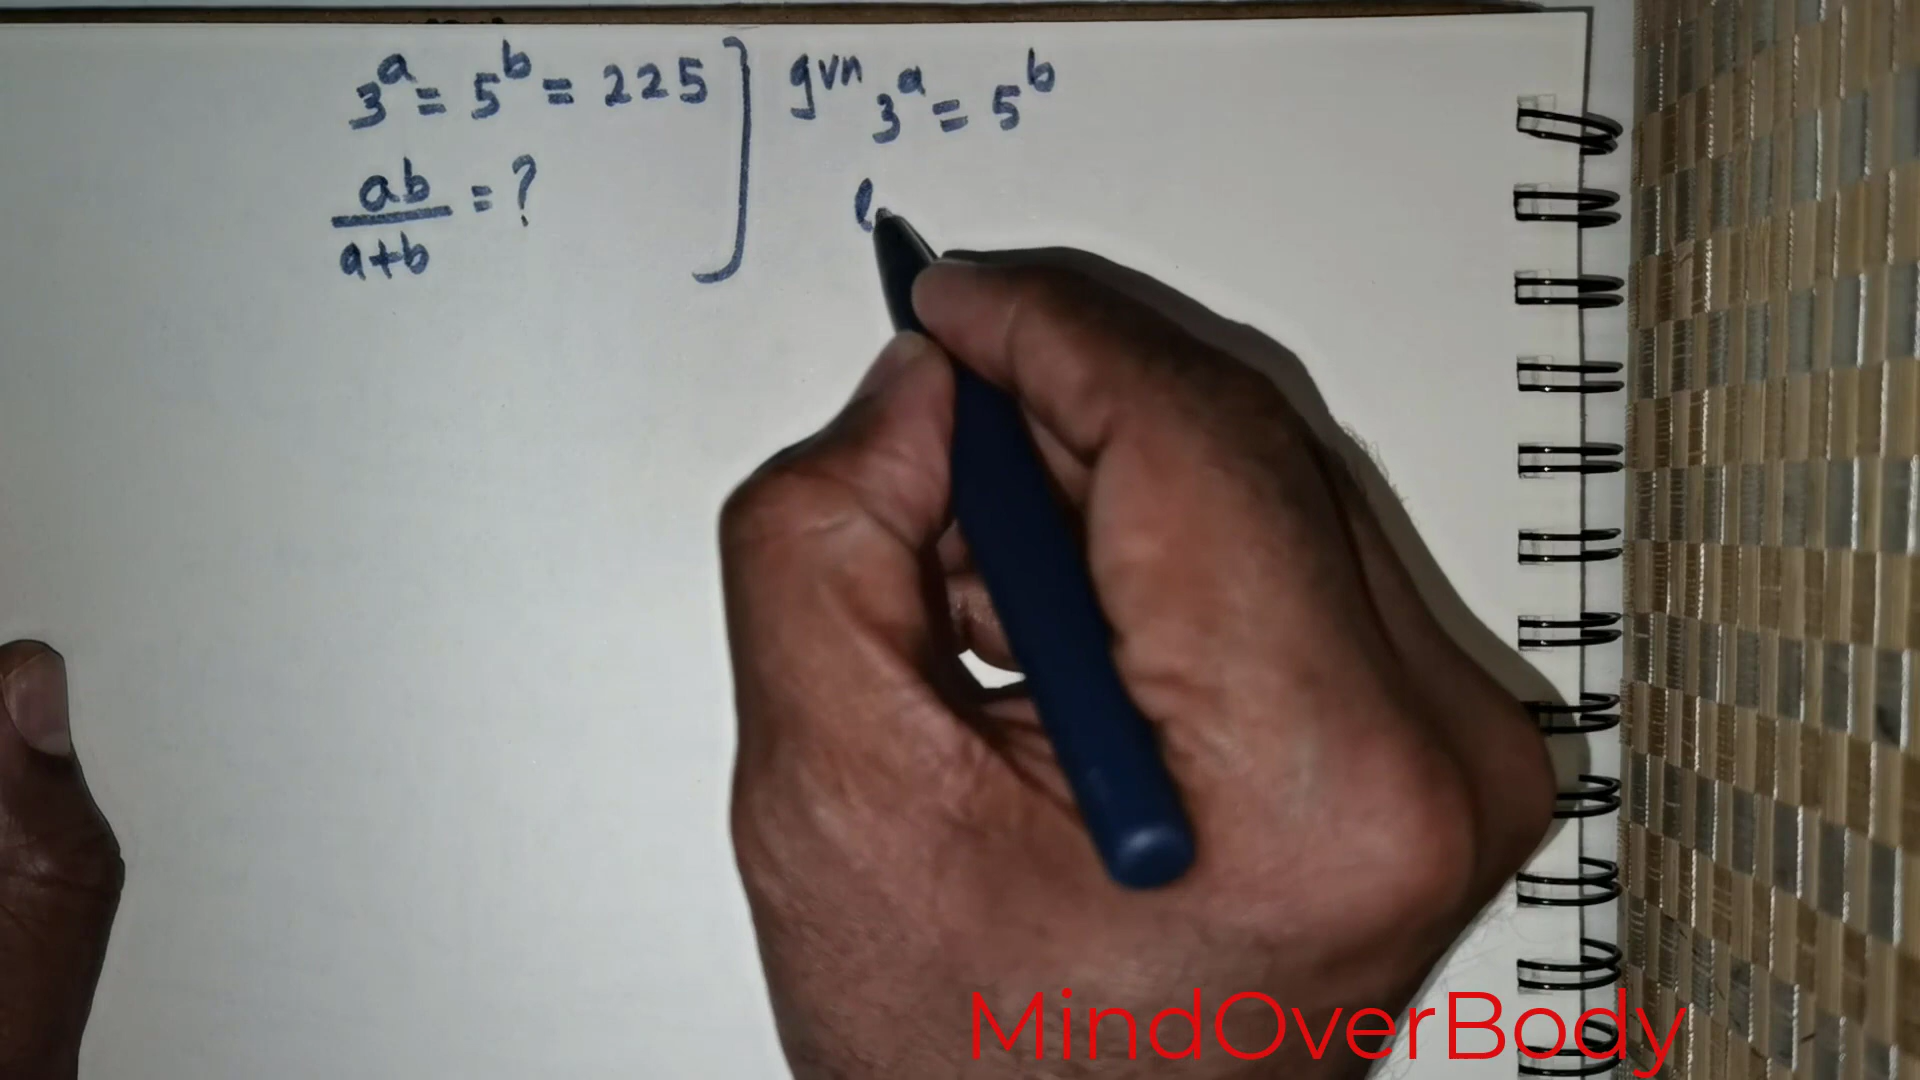 3^a = 5^b = 225
ab/a+b = ?
gvn 3^a = 5^b
l
MindOverBody